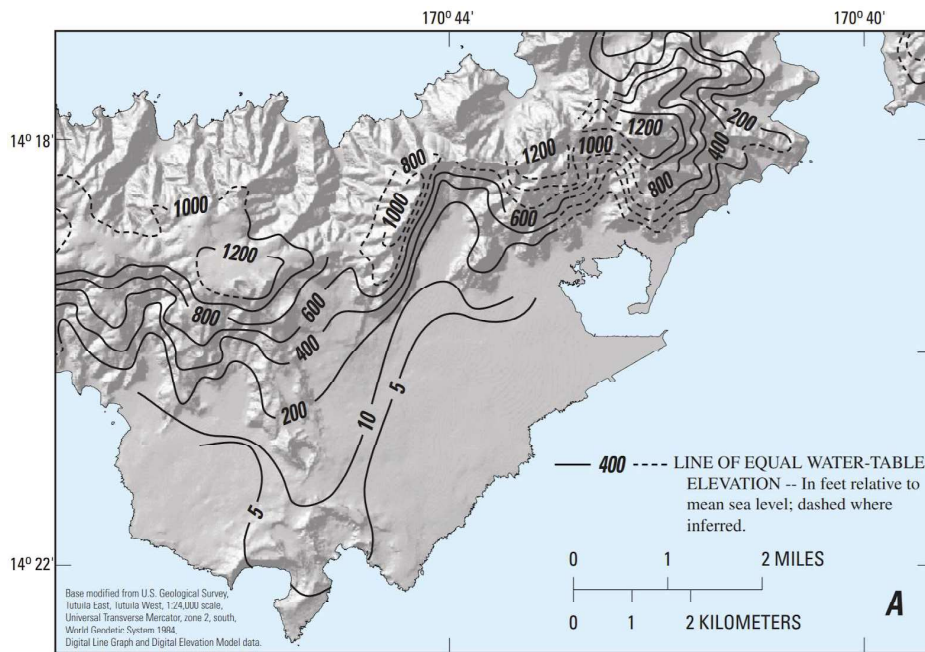 170° 44'
170° 40'
14° 18'
200
1200
1200
800
1000
400
800
1000
1000
600
1200
600
800
400
200
10
5
5
400 LINE OF EQUAL WATER-TABLE
ELEVATION -- In feet relative to
mean sea level; dashed where
inferred.
14° 22'
0 1 2 MILES
0 1 2 KILOMETERS
A
Base modified from U.S. Geological Survey,
Tutuila East, Tutuila West, 1:24,000 scale,
Universal Transverse Mercator, zone 2, south,
World Geodetic System 1984,
Digital Line Graph and Digital Elevation Model data.